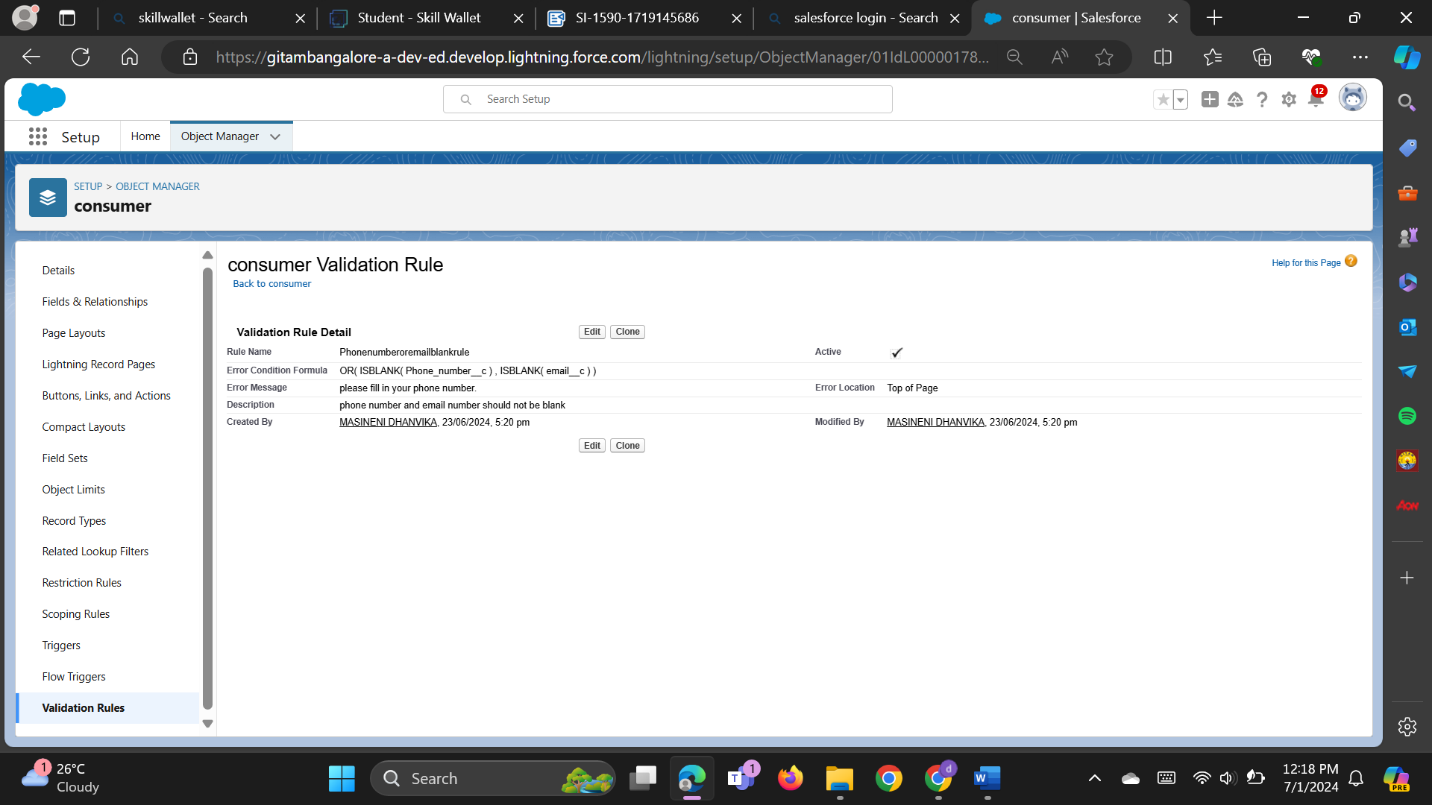 skillwallet - Search
Student - Skill Wallet
SI-1590-1719145686
salesforce login - Search
consumer | Salesforce
https://gitambangalore-a-dev-ed.develop.lightning.force.com/lightning/setup/ObjectManager/01IdL00000178...
Search Setup
12
Setup
Home
Object Manager
SETUP > OBJECT MANAGER
consumer
Details
Fields & Relationships
Page Layouts
Lightning Record Pages
Buttons, Links, and Actions
Compact Layouts
Field Sets
Object Limits
Record Types
Related Lookup Filters
Restriction Rules
Scoping Rules
Triggers
Flow Triggers
Validation Rules
consumer Validation Rule
Back to consumer
Help for this Page
Validation Rule Detail
Edit
Clone
Rule Name Phonenumberoremailblankrule Active
Error Condition Formula OR( ISBLANK( Phone_number__c ) , ISBLANK( email__c ) )
Error Message please fill in your phone number. Error Location Top of Page
Description phone number and email number should not be blank
Created By MASINENI DHANVIKA, 23/06/2024, 5:20 pm Modified By MASINENI DHANVIKA, 23/06/2024, 5:20 pm
Edit
Clone
AON
1
26°C
Cloudy
Search
1
d
12:18 PM
7/1/2024
PRE